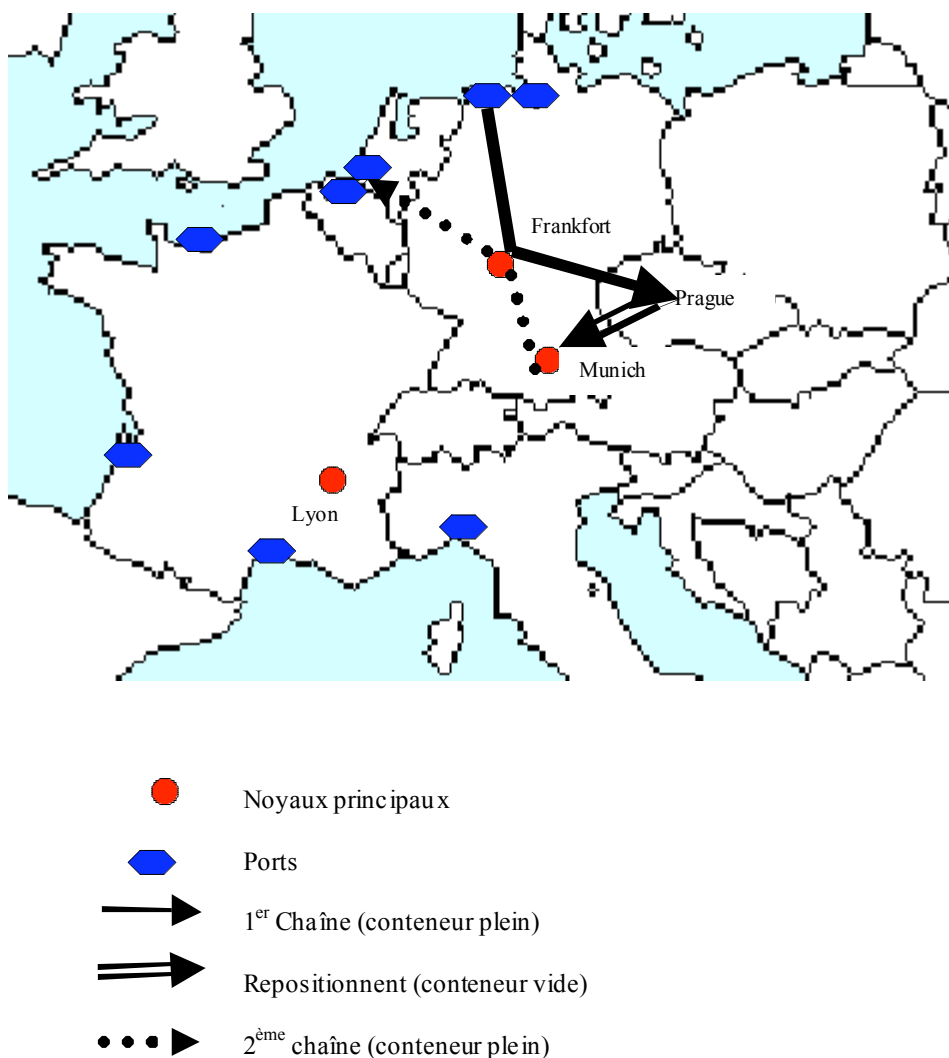 Frankfort
Prague
Munich
Lyon
Noyaux principaux
Ports
1er Chaîne (conteneur plein)
Repositionnent (conteneur vide)
2ème chaîne (conteneur plein)